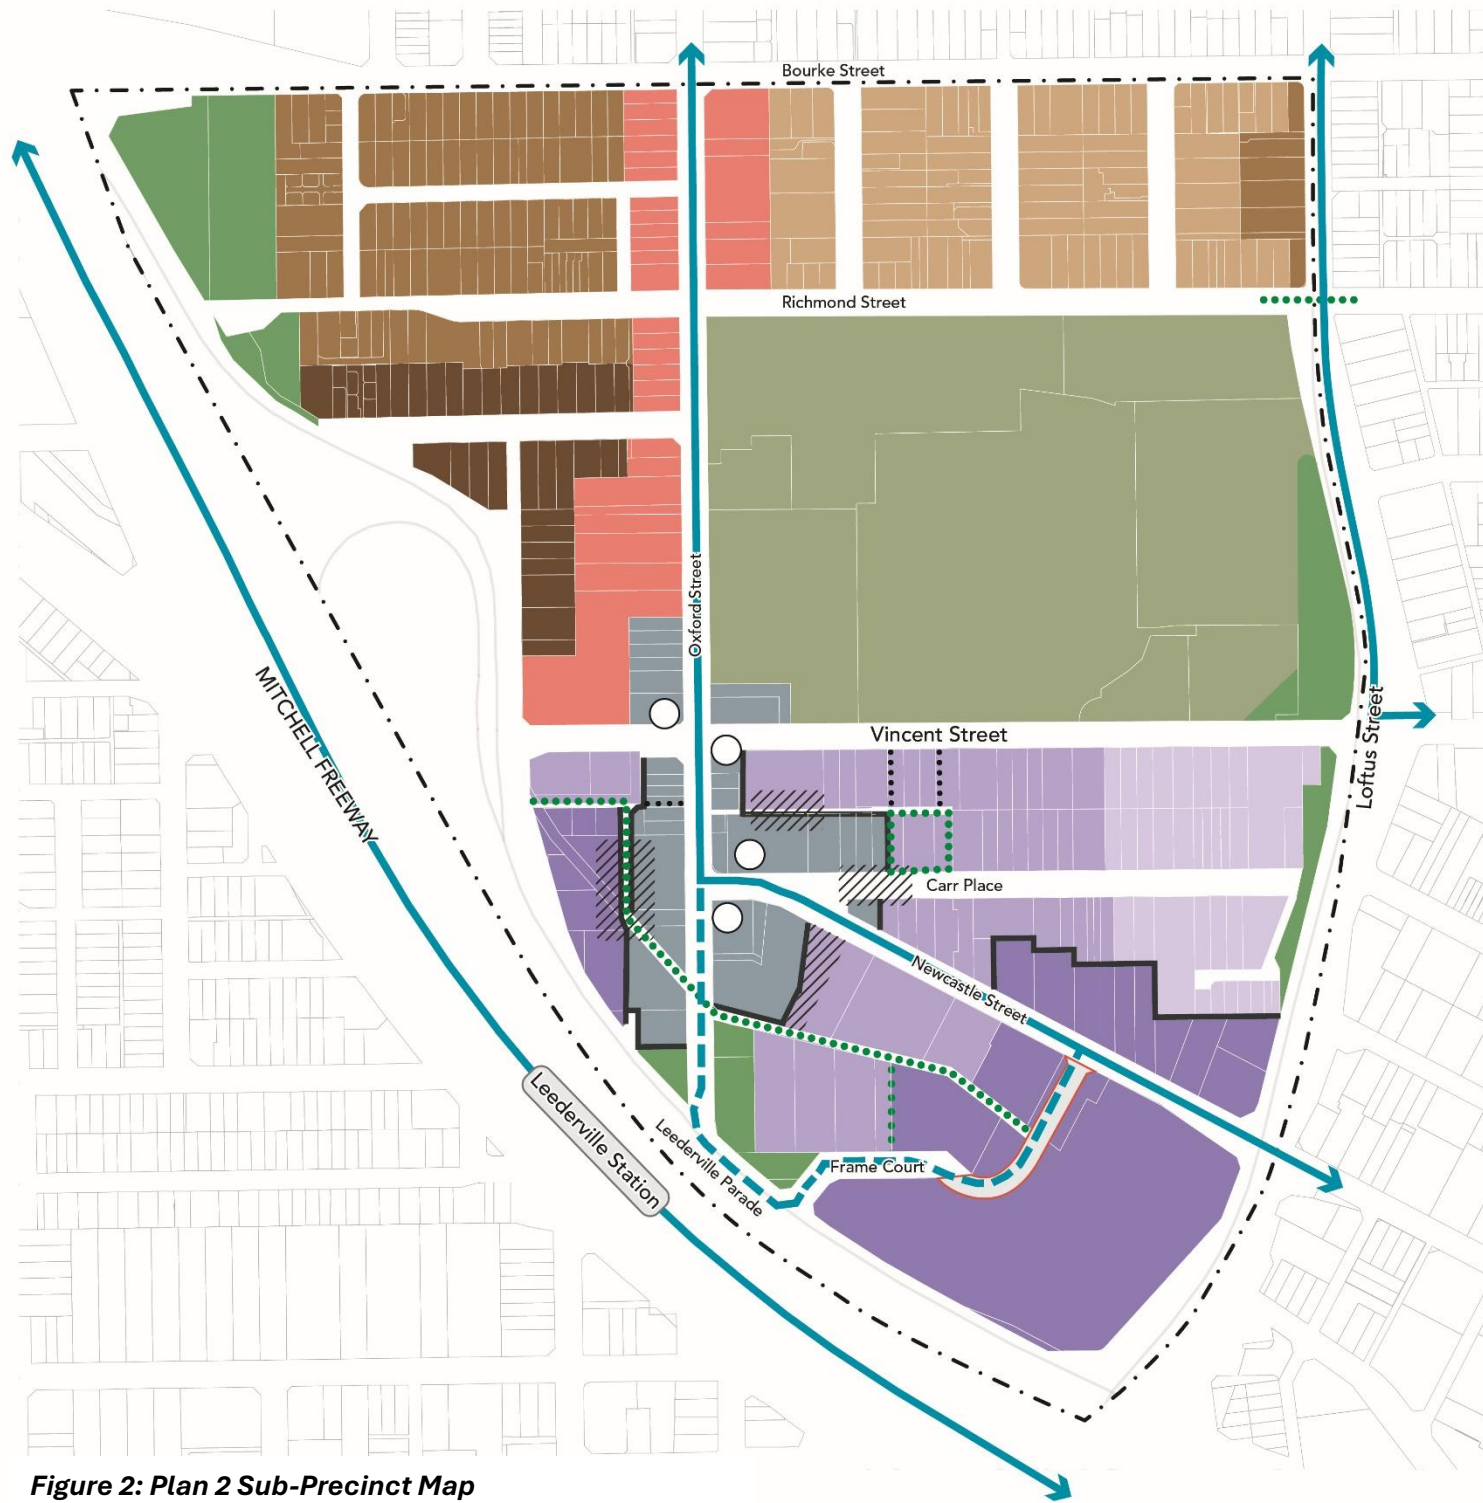 Bourke Street
Richmond Street
Oxford Street
MITCHELL FREEWAY
Vincent Street
Loftus Street
Carr Place
Newcastle Street
Leederville Station
Leederville Parade
Frame Court
Figure 2: Plan 2 Sub-Precinct Map